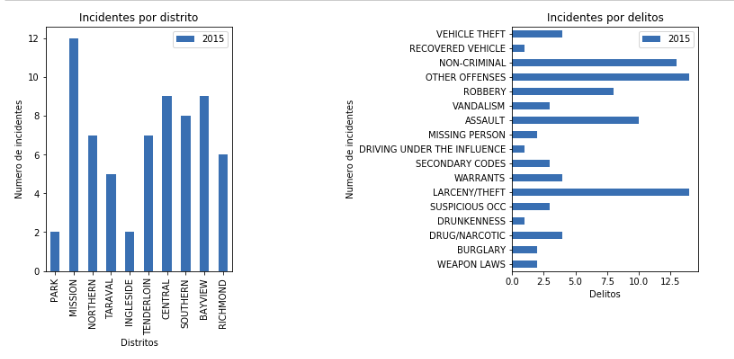 Incidentes por distrito
2015
12
10
8
6
4
2
0
Numero de incidentes
PARK
MISSION
NORTHERN
TARAVAL
INGLESIDE
TENDERLOIN
CENTRAL
SOUTHERN
BAYVIEW
RICHMOND
Distritos
Incidentes por delitos
2015
Numero de incidentes
VEHICLE THEFT
RECOVERED VEHICLE
NON-CRIMINAL
OTHER OFFENSES
ROBBERY
VANDALISM
ASSAULT
MISSING PERSON
DRIVING UNDER THE INFLUENCE
SECONDARY CODES
WARRANTS
LARCENY/THEFT
SUSPICIOUS OCC
DRUNKENNESS
DRUG/NARCOTIC
BURGLARY
WEAPON LAWS
0.0 2.5 5.0 7.5 10.0 12.5
Delitos